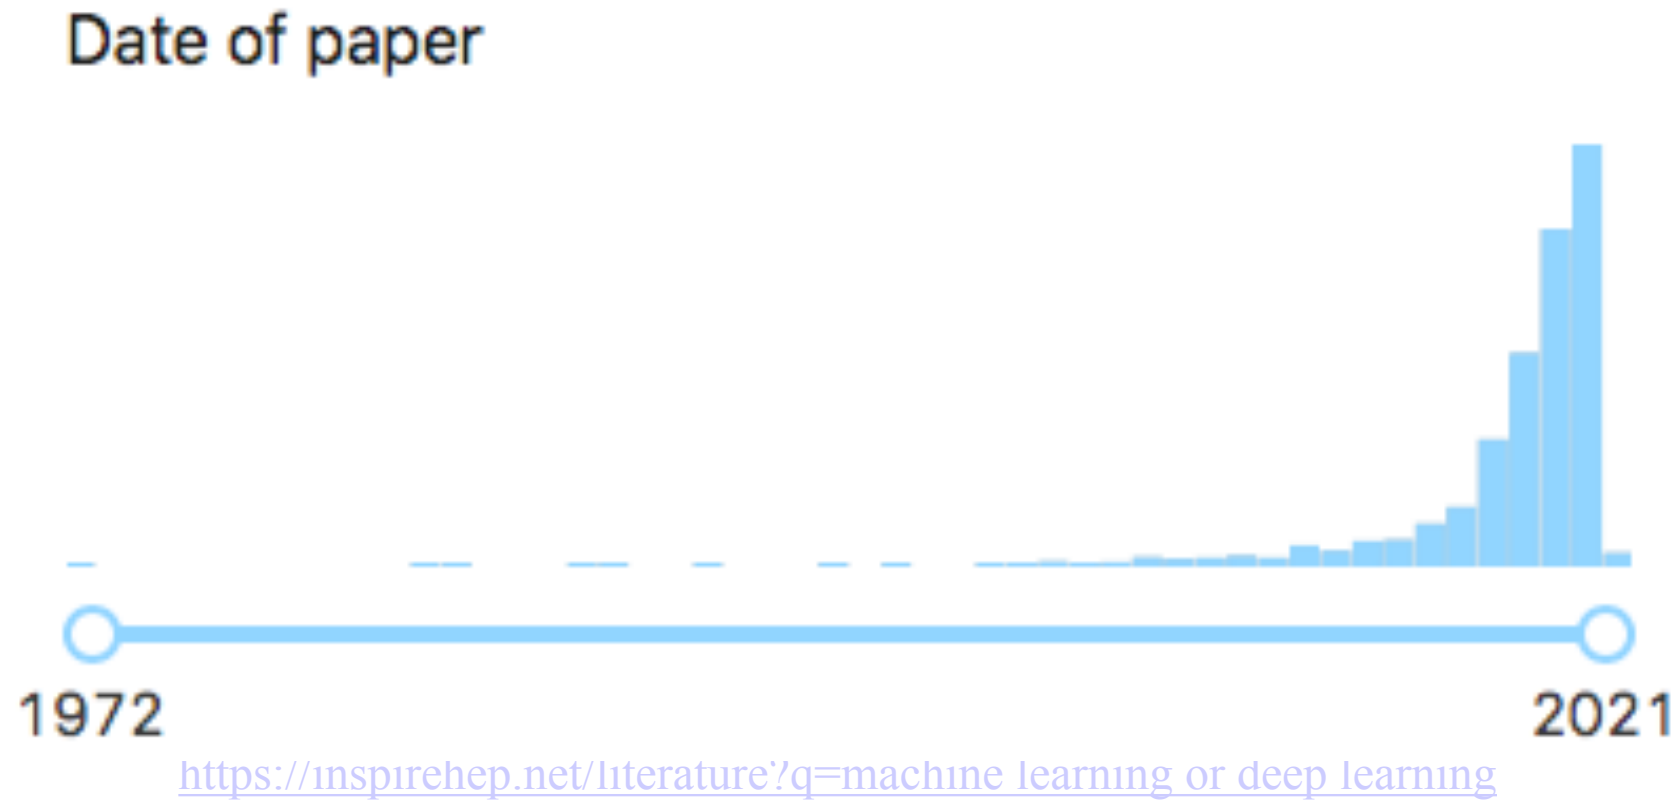 Date of paper
1972
2021
https://inspirehep.net/literature?q=machine learning or deep learning